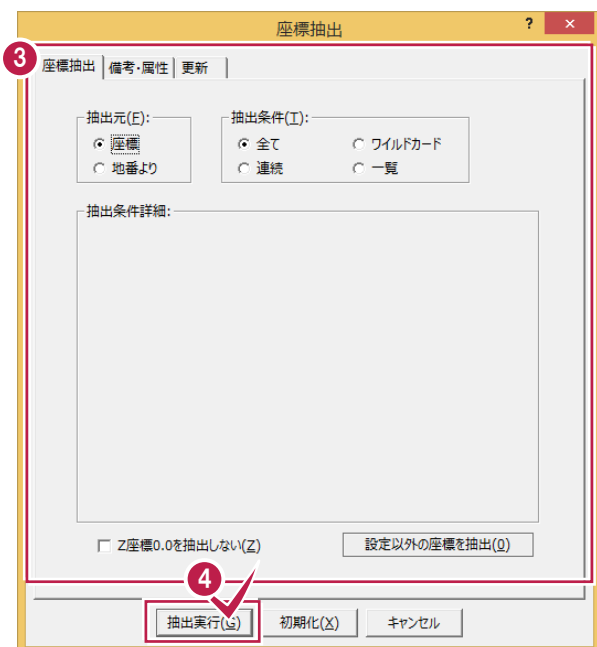 座標抽出 ? ×
3
座標抽出 備考・属性 更新
抽出元(F): 抽出条件(T):
座標 全て ワイルドカード
地番より 連続 一覧
抽出条件詳細:
Z座標0.0を抽出しない(Z) 設定以外の座標を抽出(O)
4
抽出実行(G) 初期化(X) キャンセル